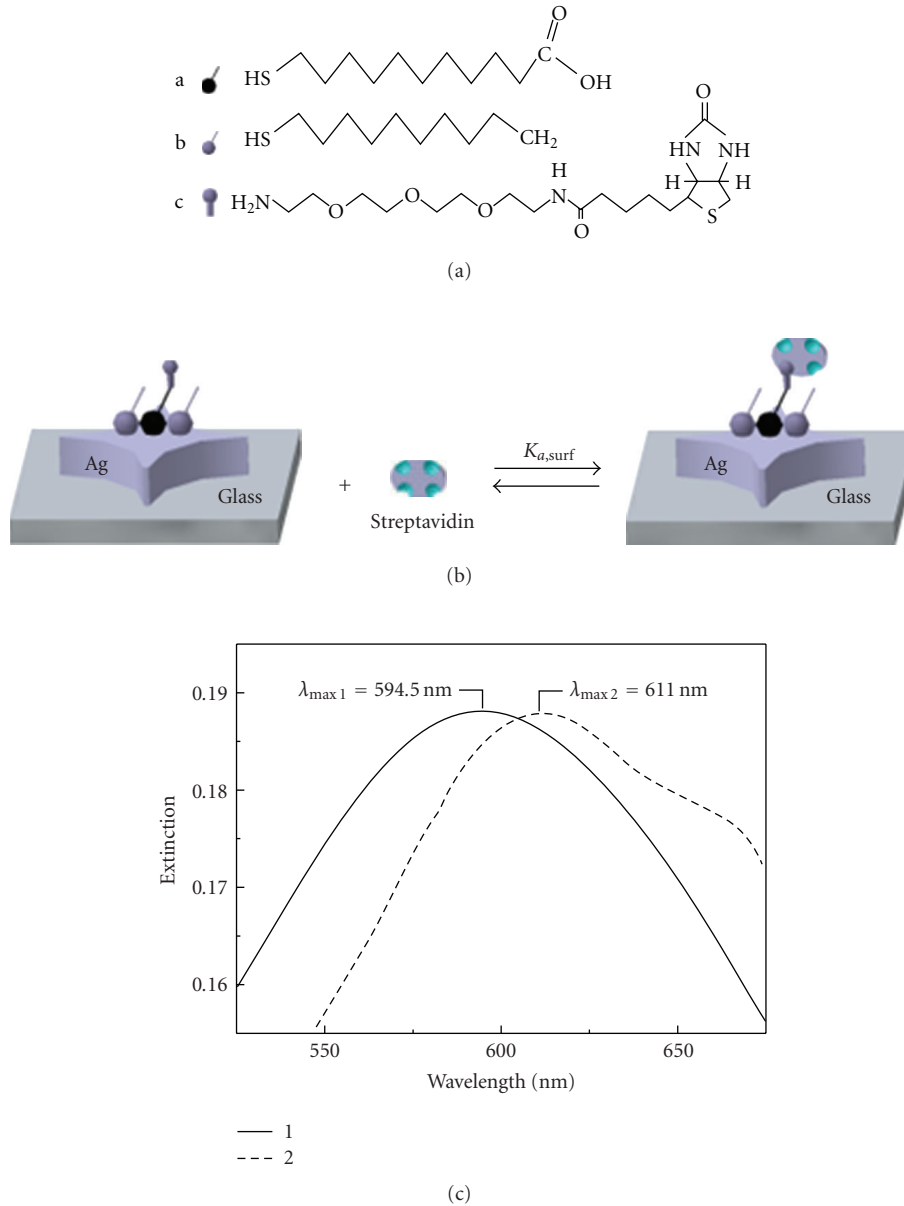 a
HS
C
O
OH
b
HS
CH₂
c
H₂N
O
O
O
H
N
O
O
HN
NH
H
H
S
(a)
Ag
Glass
+
Streptavidin
Kₐ,surf
Ag
Glass
(b)
0.19
0.18
0.17
0.16
Extinction
λmax 1 = 594.5 nm
λmax 2 = 611 nm
550
600
650
Wavelength (nm)
1
2
(c)